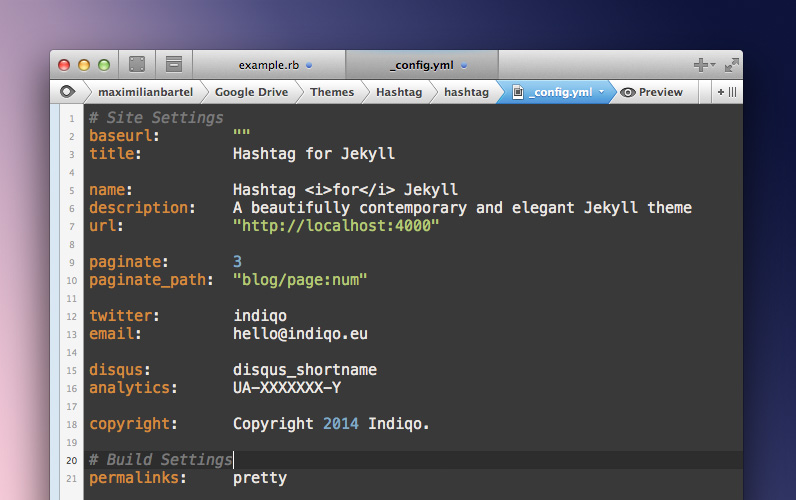 example.rb
_config.yml
maximilianbartel
Google Drive
Themes
Hashtag
hashtag
_config.yml
Preview
1 # Site Settings
2 baseurl: ""
3 title: Hashtag for Jekyll
4
5 name: Hashtag <i>for</i> Jekyll
6 description: A beautifully contemporary and elegant Jekyll theme
7 url: "http://localhost:4000"
8
9 paginate: 3
10 paginate_path: "blog/page:num"
11
12 twitter: indiqo
13 email: hello@indiqo.eu
14
15 disqus: disqus_shortname
16 analytics: UA-XXXXXXX-Y
17
18 copyright: Copyright 2014 Indiqo.
19
20 # Build Settings
21 permalinks: pretty